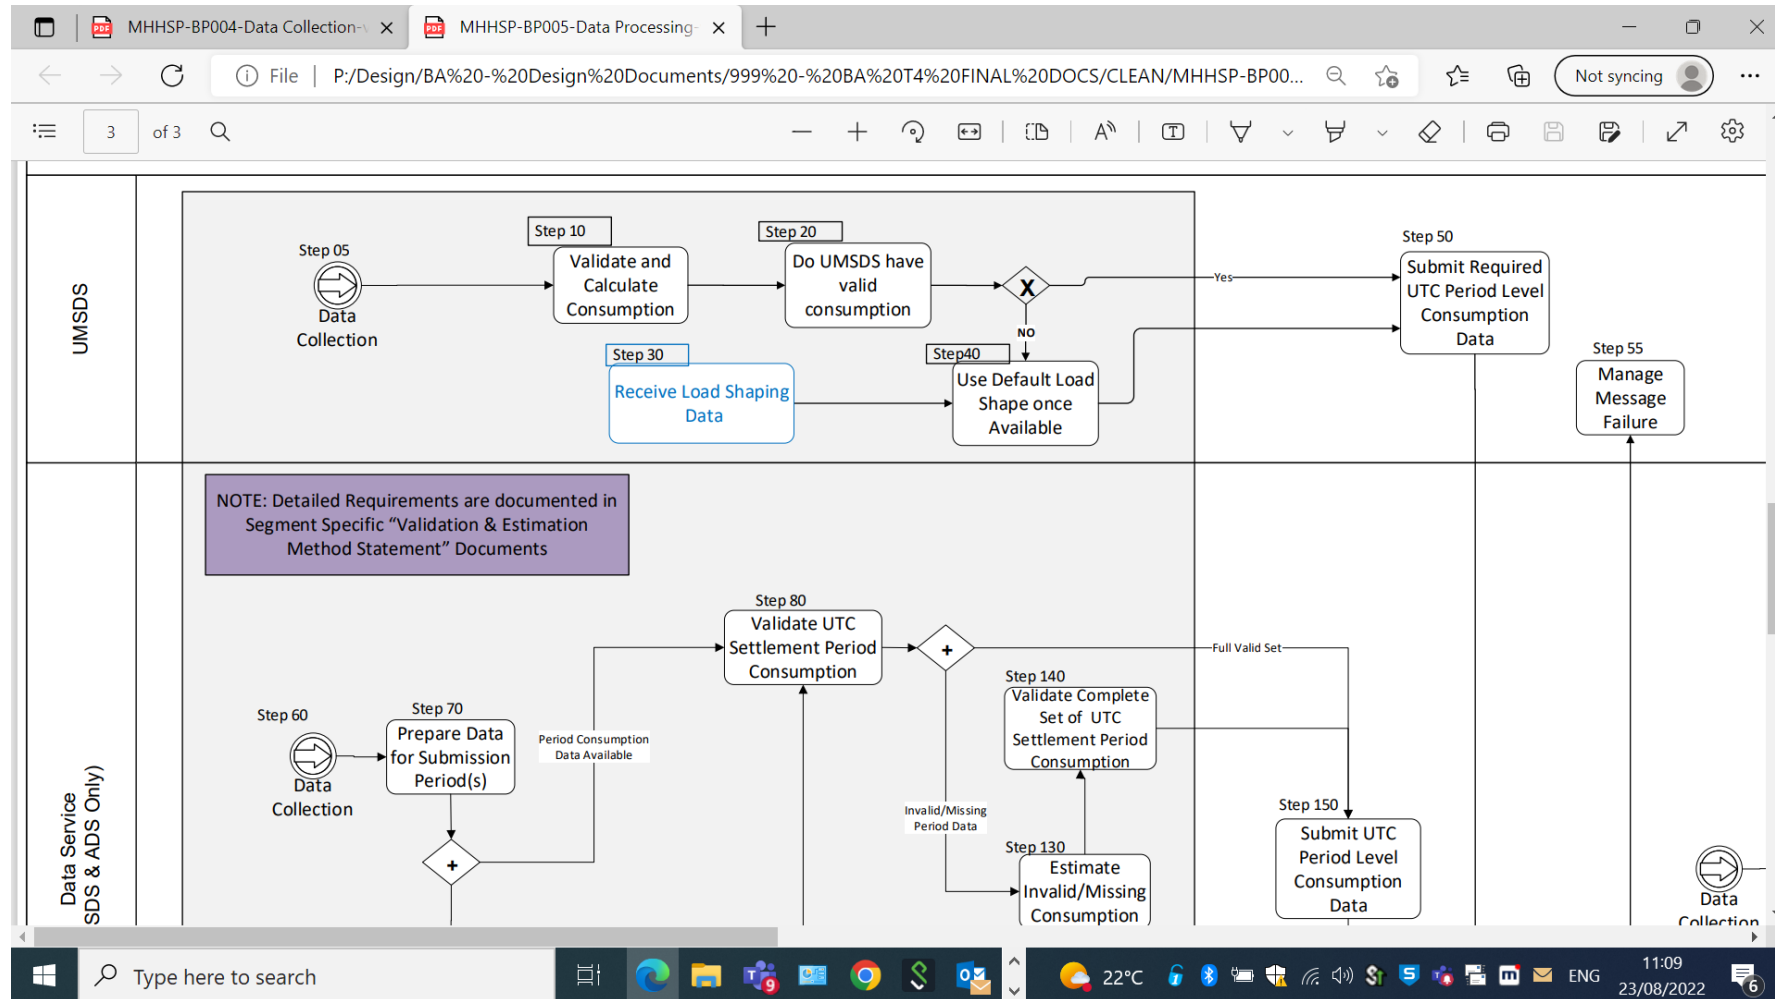 MHHSP-BP004-Data Collection-
MHHSP-BP005-Data Processing-
File
P:/Design/BA%20-%20Design%20Documents/999%20-%20BA%20T4%20FINAL%20DOCS/CLEAN/MHHSP-BP00...
Not syncing
3
of 3
UMSDS
Step 05
Data
Collection
Step 10
Validate and
Calculate
Consumption
Step 20
Do UMSDS have
valid
consumption
X
Yes
NO
Step 30
Receive Load Shaping
Data
Step40
Use Default Load
Shape once
Available
Step 50
Submit Required
UTC Period Level
Consumption
Data
Step 55
Manage
Message
Failure
Data Service
SDS & ADS Only)
NOTE: Detailed Requirements are documented in
Segment Specific “Validation & Estimation
Method Statement” Documents
Step 60
Data
Collection
Step 70
Prepare Data
for Submission
Period(s)
+
Period Consumption
Data Available
Step 80
Validate UTC
Settlement Period
Consumption
+
Full Valid Set
Invalid/Missing
Period Data
Step 140
Validate Complete
Set of UTC
Settlement Period
Consumption
Step 130
Estimate
Invalid/Missing
Consumption
Step 150
Submit UTC
Period Level
Consumption
Data
Data
Collection
Type here to search
9
22°C
ENG
11:09
23/08/2022
6